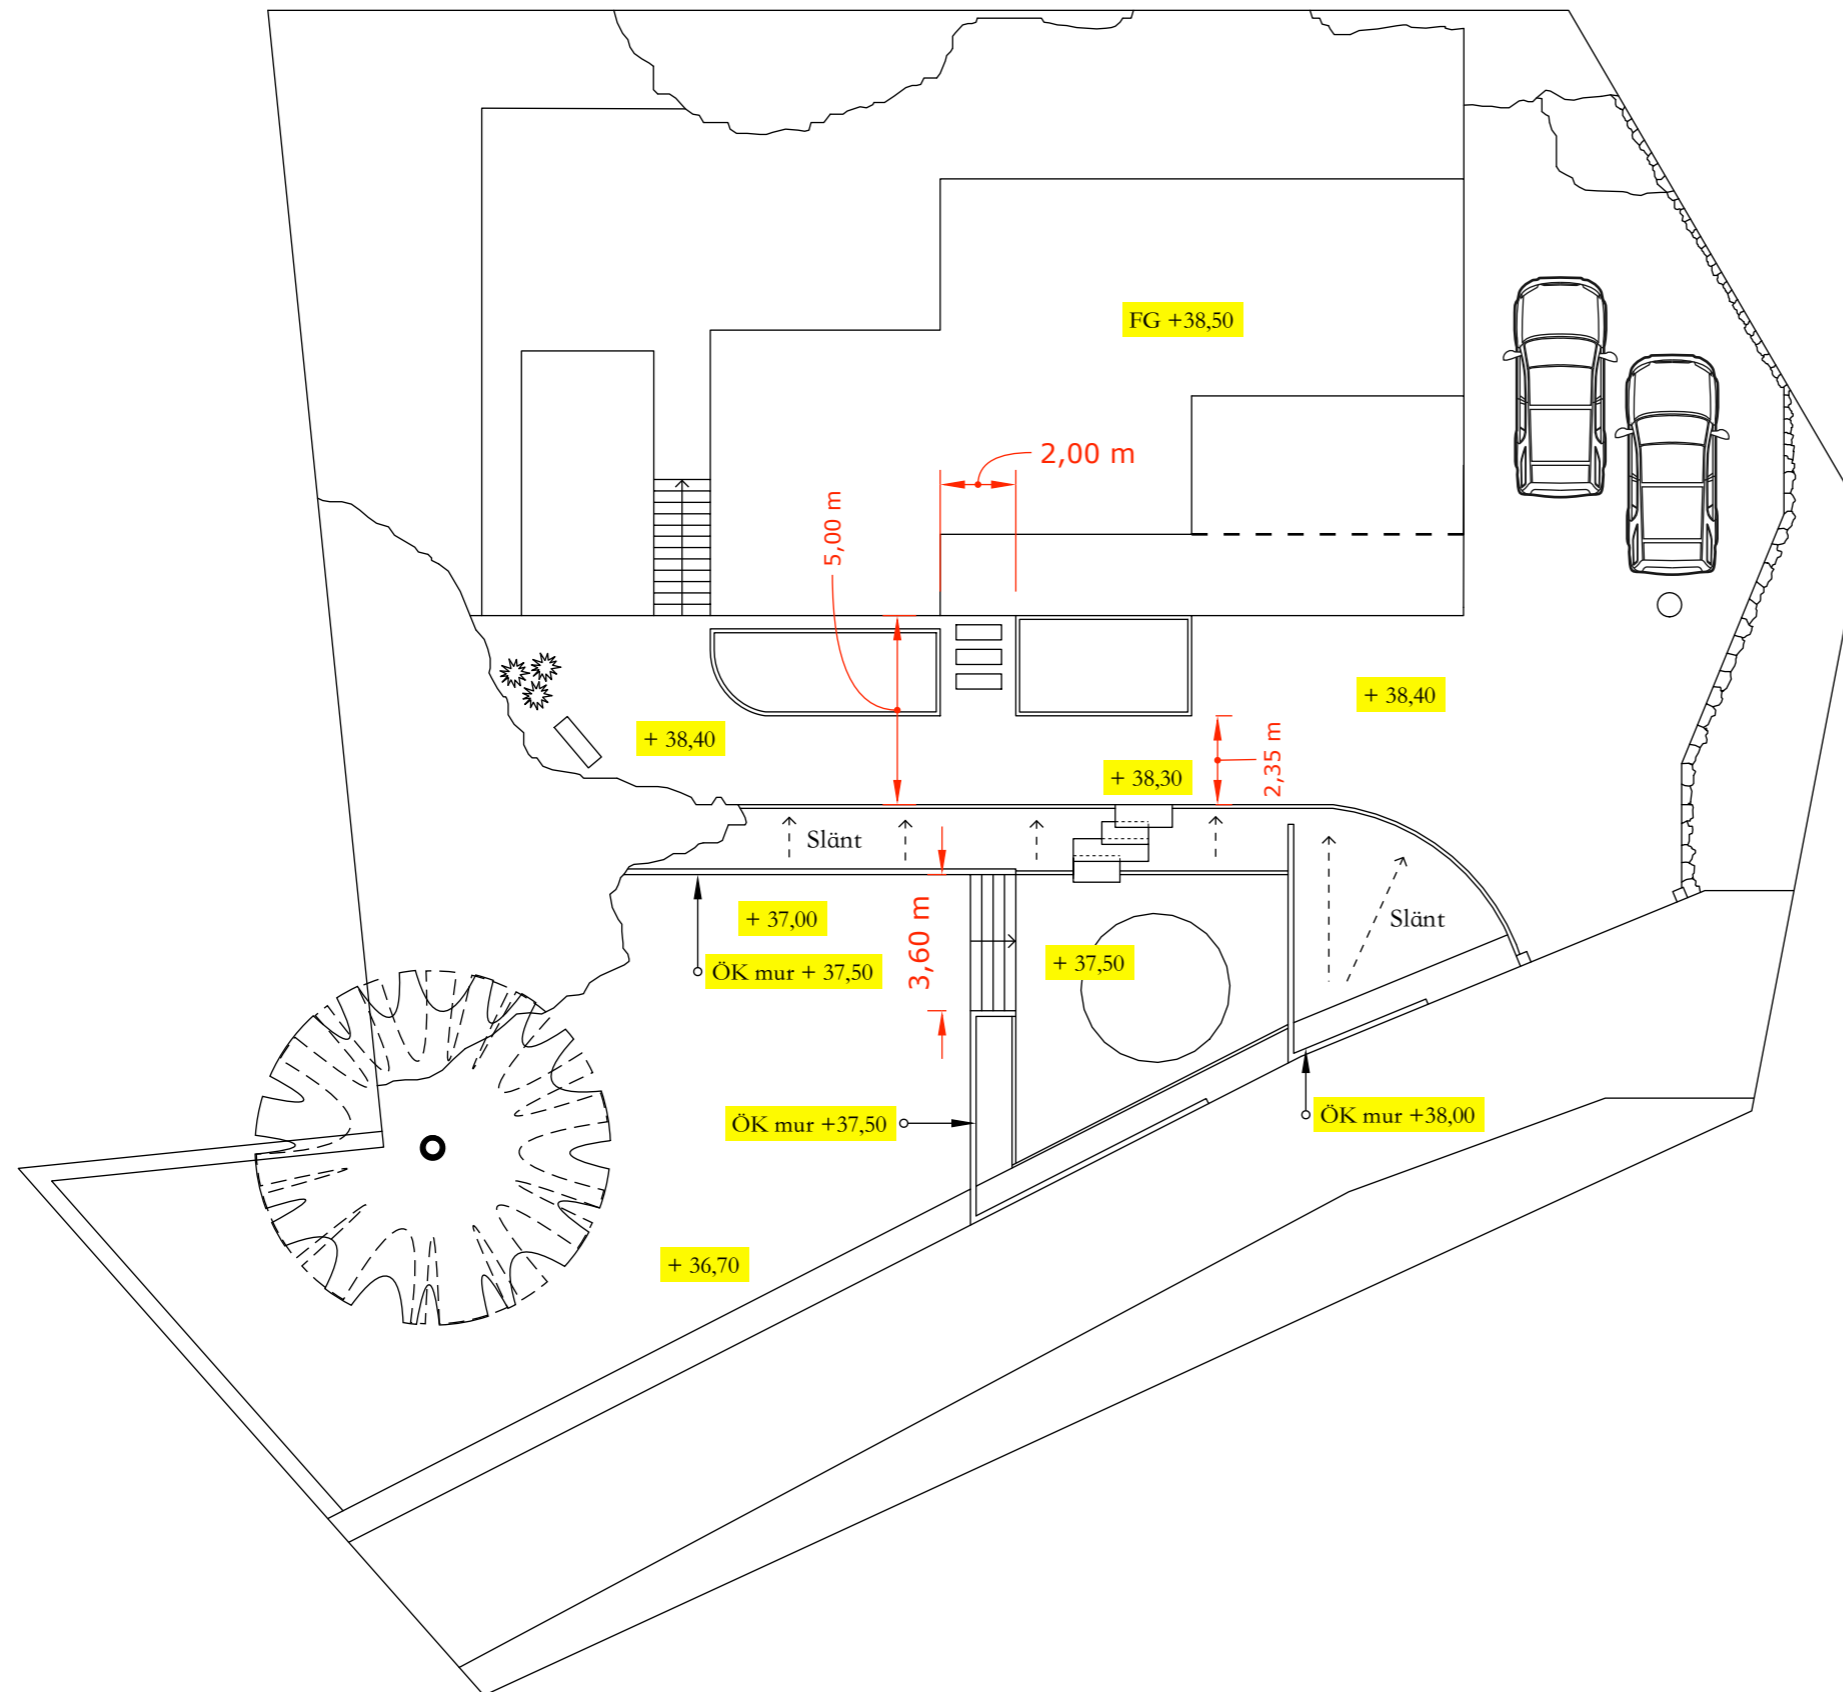 FG +38,50
2,00 m
5,00 m
+ 38,40
+ 38,40
2,35 m
+ 38,30
Slänt
+ 37,00
3,60 m
Slänt
+ 37,50
ÖK mur + 37,50
ÖK mur +37,50
ÖK mur +38,00
+ 36,70